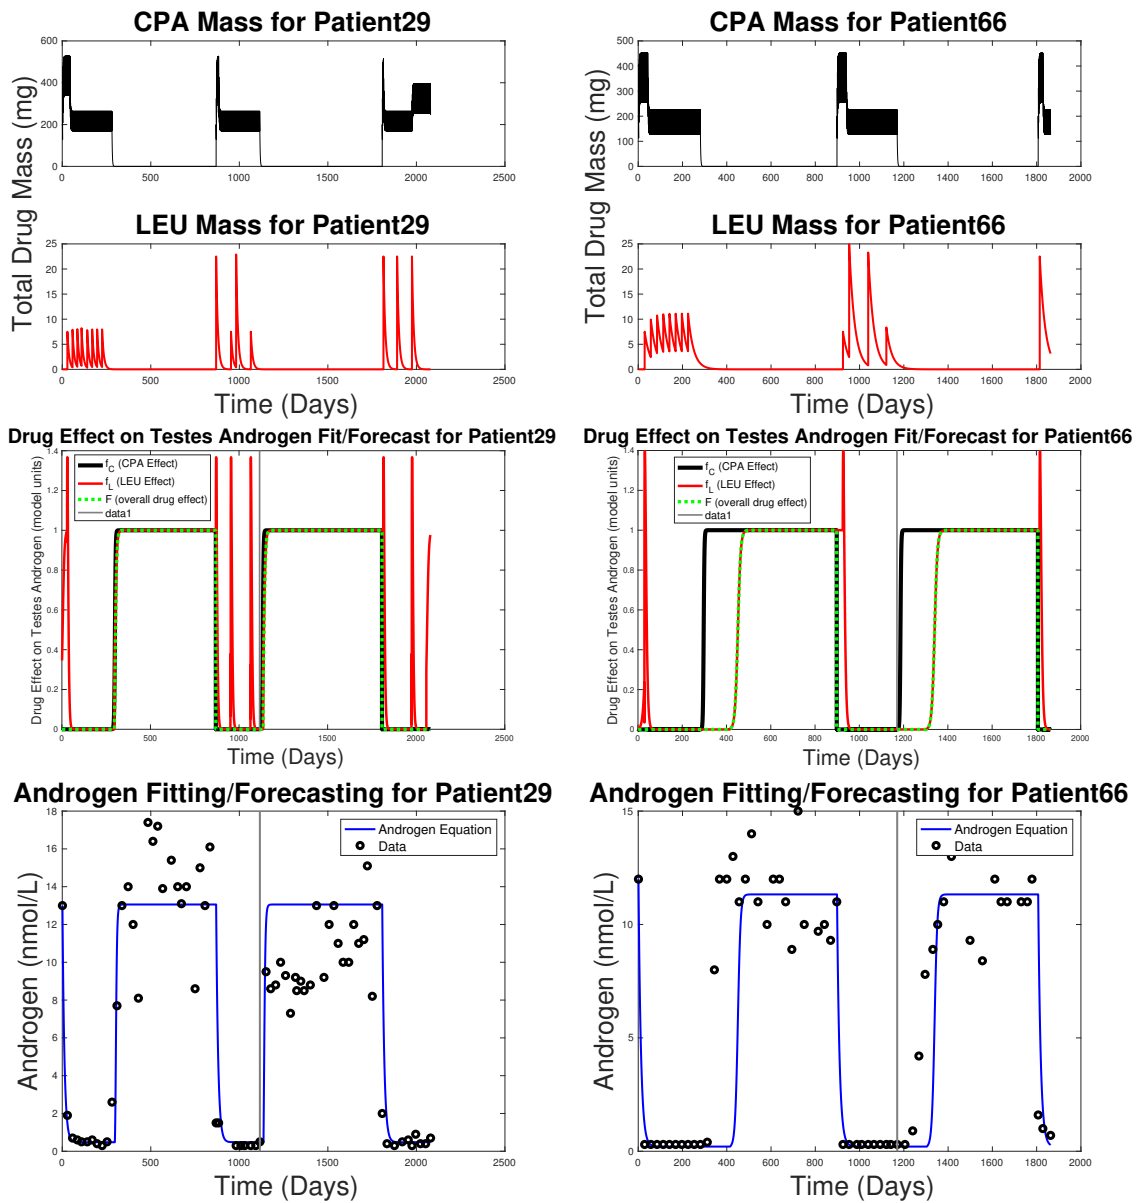 CPA Mass for Patient29
600
400
200
0
0 500 1000 1500 2000 2500
LEU Mass for Patient29
25
20
15
10
5
0
0 500 1000 1500 2000 2500
Total Drug Mass (mg)
Time (Days)
CPA Mass for Patient66
500
400
300
200
100
0
0 200 400 600 800 1000 1200 1400 1600 1800 2000
LEU Mass for Patient66
25
20
15
10
5
0
0 200 400 600 800 1000 1200 1400 1600 1800 2000
Total Drug Mass (mg)
Time (Days)
Drug Effect on Testes Androgen Fit/Forecast for Patient29
1.4
1.2
1
0.8
0.6
0.4
0.2
0
f_C (CPA Effect)
f_L (LEU Effect)
F (overall drug effect)
data1
0 500 1000 1500 2000 2500
Drug Effect on Testes Androgen (model units)
Time (Days)
Drug Effect on Testes Androgen Fit/Forecast for Patient66
1.4
1.2
1
0.8
0.6
0.4
0.2
0
f_C (CPA Effect)
f_L (LEU Effect)
F (overall drug effect)
data1
0 200 400 600 800 1000 1200 1400 1600 1800 2000
Drug Effect on Testes Androgen (model units)
Time (Days)
Androgen Fitting/Forecasting for Patient29
18
16
14
12
10
8
6
4
2
0
Androgen Equation
Data
0 500 1000 1500 2000 2500
Androgen (nmol/L)
Time (Days)
Androgen Fitting/Forecasting for Patient66
15
10
5
0
Androgen Equation
Data
0 200 400 600 800 1000 1200 1400 1600 1800 2000
Androgen (nmol/L)
Time (Days)